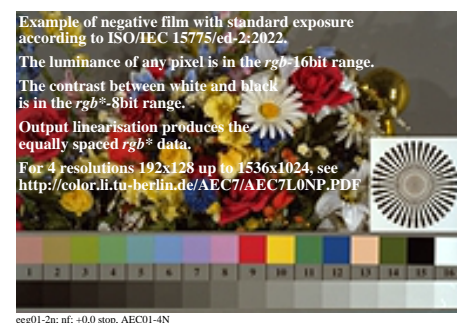 Example of negative film with standard exposure
according to ISO/IEC 15775/ed-2:2022.
The luminance of any pixel is in the rgb-16bit range.
The contrast between white and black
is in the rgb*-8bit range.
Output linearisation produces the
equally spaced rgb* data.
For 4 resolutions 192x128 up to 1536x1024, see
http://color.li.tu-berlin.de/AEC7/AEC7L0NP.PDF
1 2 3 4 5 6 7 8 9 10 11 12 13 14 15 16
eeg01-2n; nf; +0.0 stop, AEC01-4N